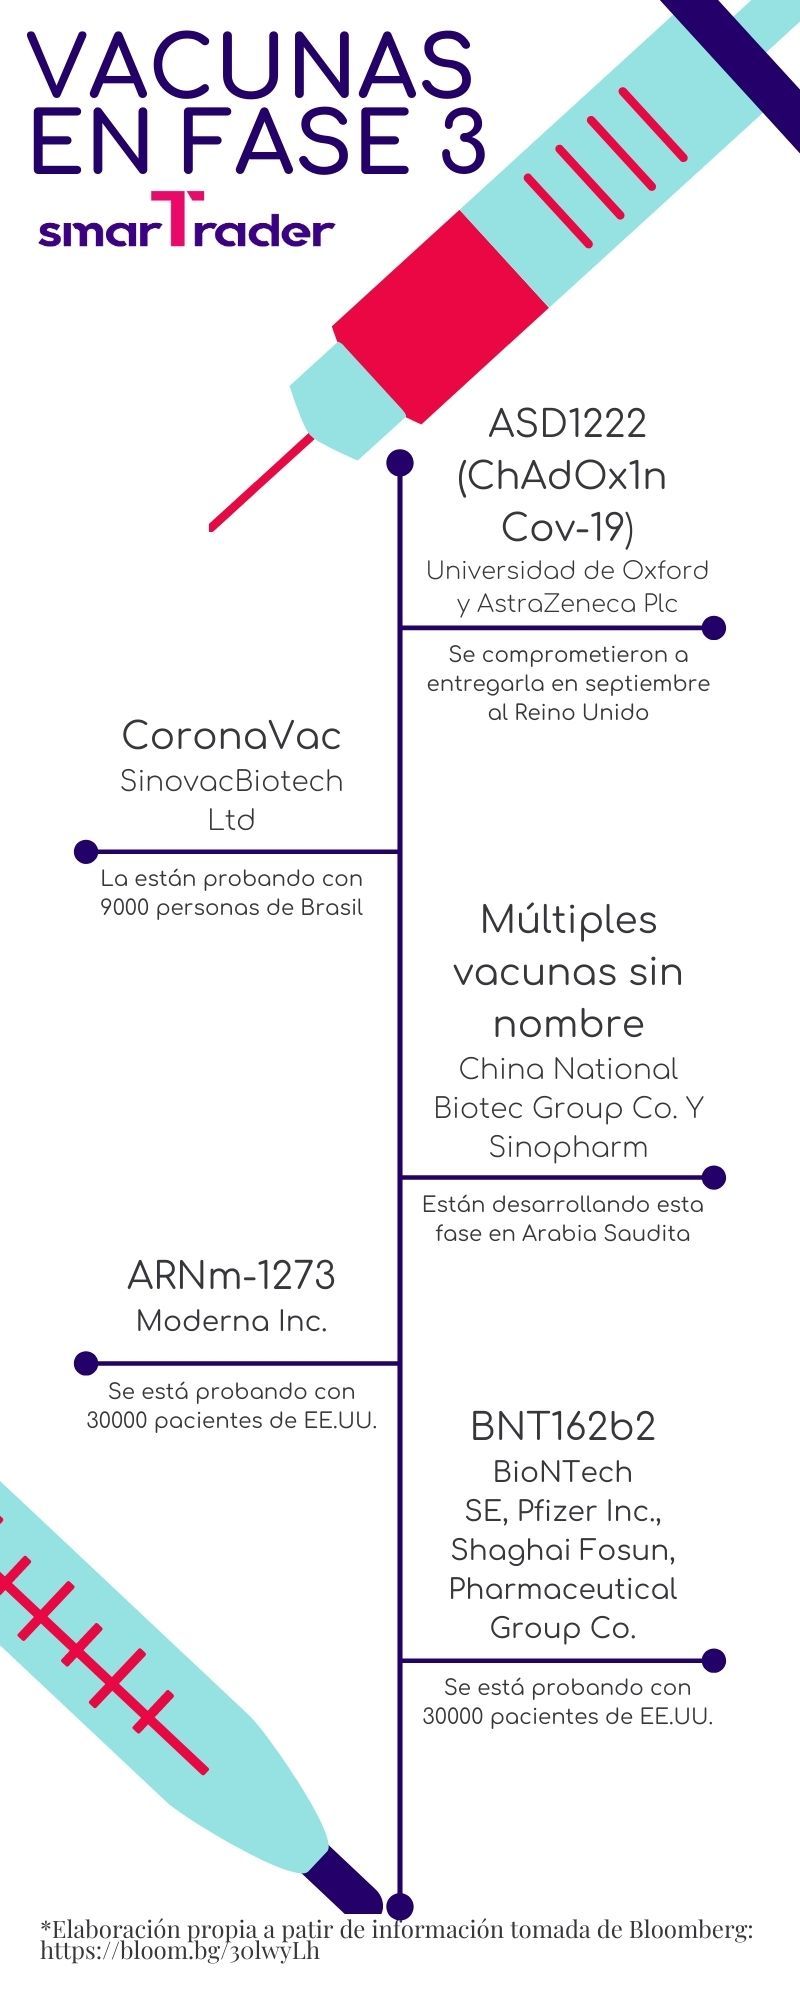 VACUNAS
EN FASE 3
smarTrader
ASD1222
(ChAdOx1n
Cov-19)
Universidad de Oxford
y AstraZeneca Plc
Se comprometieron a
entregarla en septiembre
al Reino Unido
CoronaVac
SinovacBiotech
Ltd
La están probando con
9000 personas de Brasil
Múltiples
vacunas sin
nombre
China National
Biotec Group Co. Y
Sinopharm
Están desarrollando esta
fase en Arabia Saudita
ARNm-1273
Moderna Inc.
Se está probando con
30000 pacientes de EE.UU.
BNT162b2
BioNTech
SE, Pfizer Inc.,
Shaghai Fosun,
Pharmaceutical
Group Co.
Se está probando con
30000 pacientes de EE.UU.
*Elaboración propia a patir de información tomada de Bloomberg:
https://bloom.bg/3olwyLh